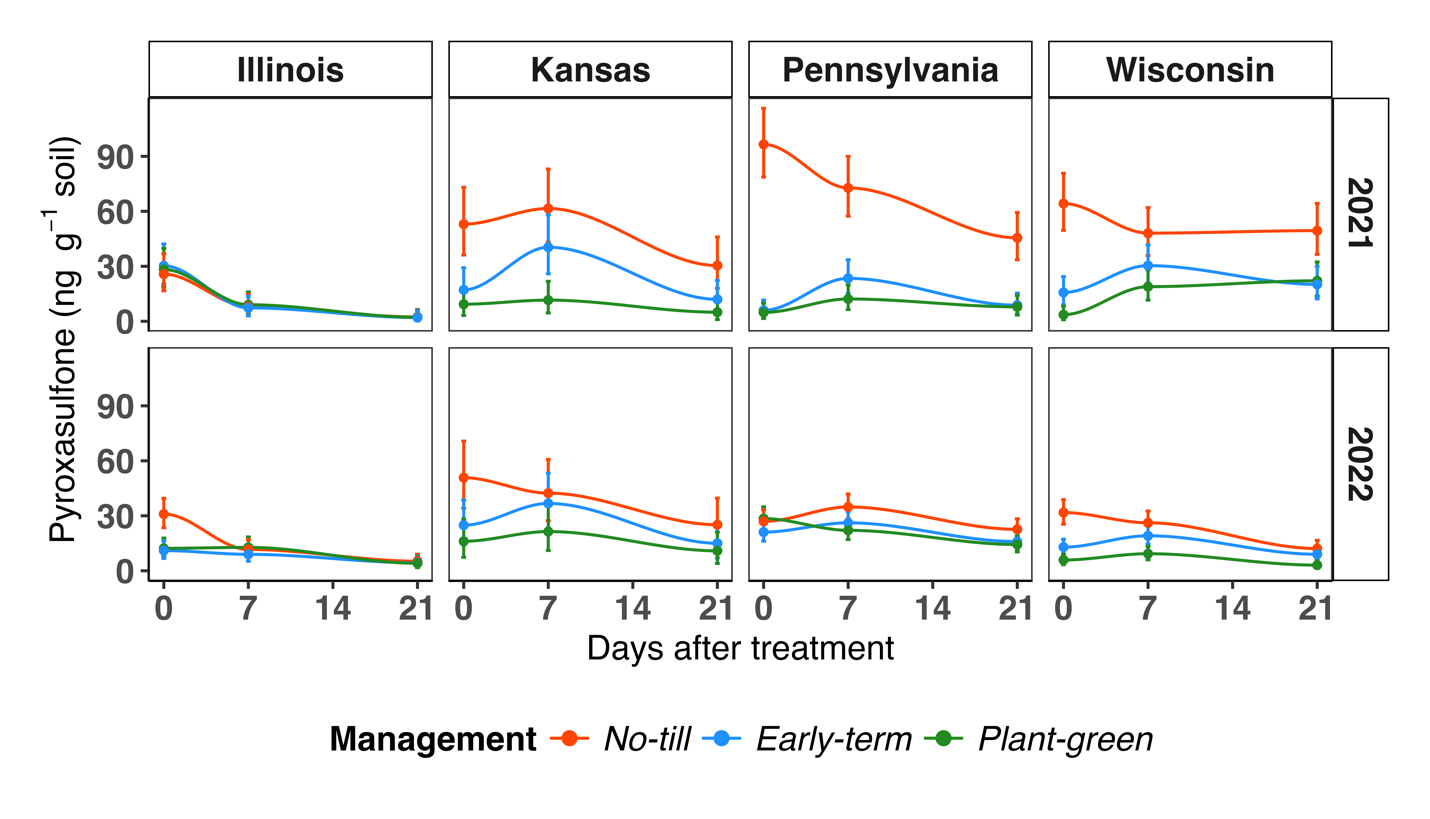 Illinois Kansas Pennsylvania Wisconsin
Pyroxasulfone (ng g⁻¹ soil)
90
60
30
0
2021
90
60
30
0
2022
0 7 14 21 0 7 14 21 0 7 14 21 0 7 14 21
Days after treatment
Management No-till Early-term Plant-green